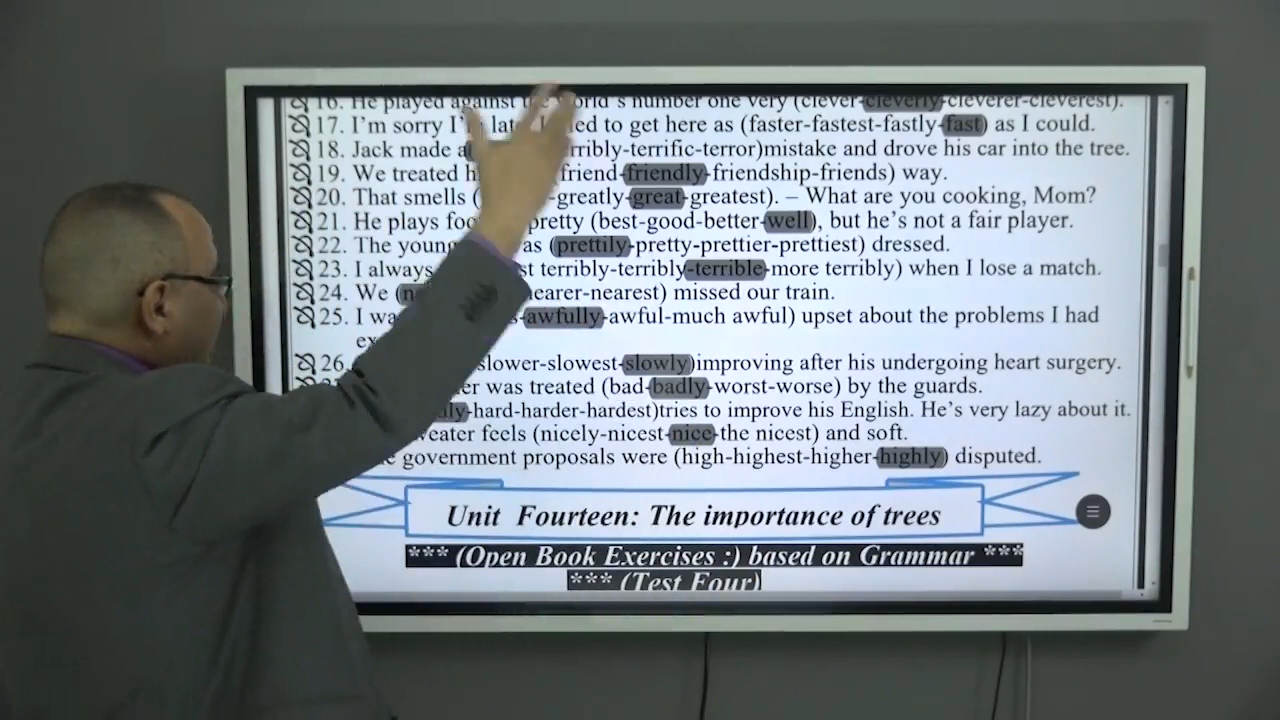 16. He played against the world's number one very (clever-cleverly-cleverer-cleverest).
17. I'm sorry I'm late. I to get here as (faster-fastest-fastly-fast) as I could.
18. Jack made a -terrific-terror)mistake and drove his car into the tree.
19. We treated friend-friendly-friendship-friends) way.
20. That smells ( -greatly-great-greatest). – What are you cooking, Mom?
21. He plays pretty (best-good-better-well), but he's not a fair player.
22. The young as (prettily-pretty-prettier-prettiest) dressed.
23. I always terribly-terribly-terrible-more terribly) when I lose a match.
24. We ( -nearest) missed our train.
25. I -awfully-awful-much awful) upset about the problems I had
26. slower-slowest-slowly)improving after his undergoing heart surgery.
was treated (bad-badly-worst-worse) by the guards.
-hard-harder-hardest)tries to improve his English. He's very lazy about it.
feels (nicely-nicest-nice-the nicest) and soft.
government proposals were (high-highest-higher-highly) disputed.
Unit Fourteen: The importance of trees
*** (Open Book Exercises :) based on Grammar ***
*** (Test Four)